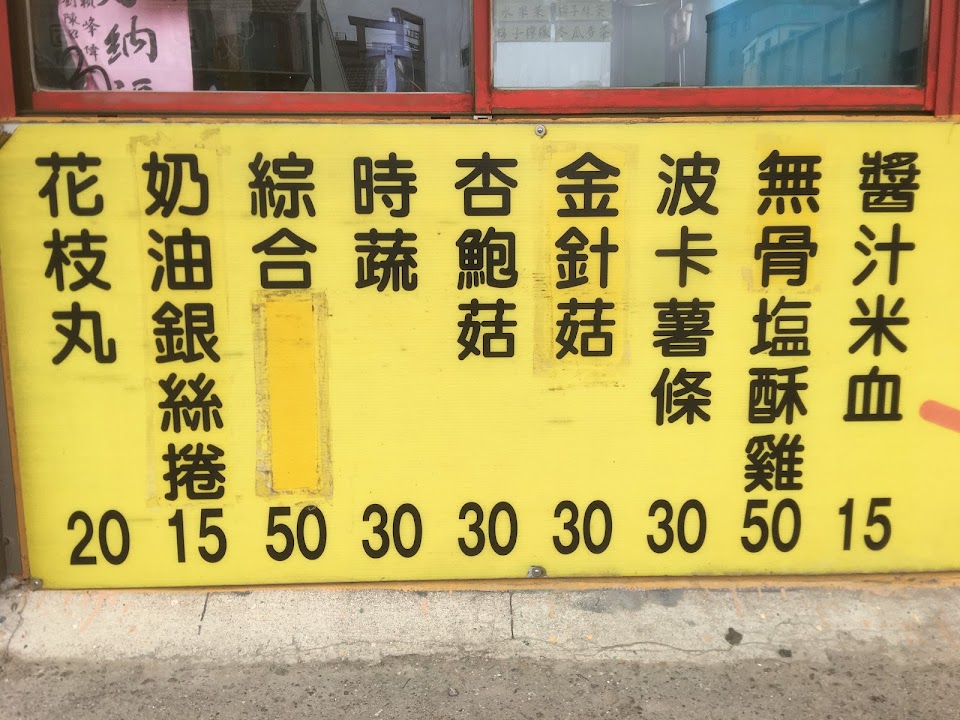 醬汁米血 15
無骨塩酥雞 50
波卡薯條 30
金針菇 30
杏鮑菇 30
時蔬 30
綜合 50
奶油銀絲捲 15
花枝丸 20